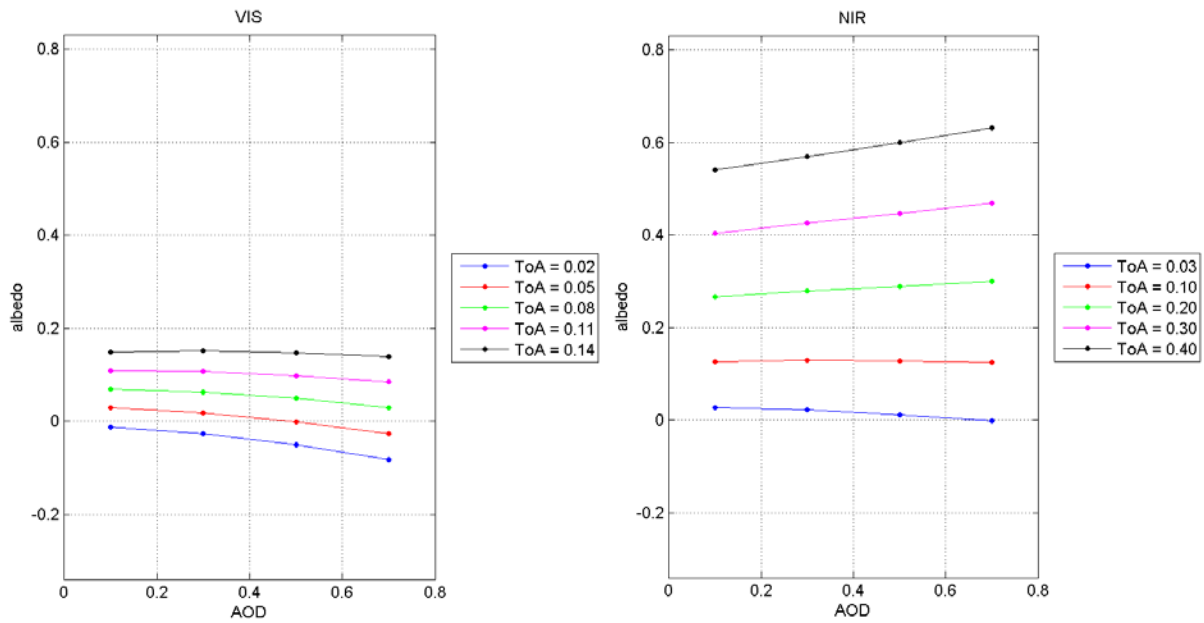 VIS
0.8
0.6
0.4
0.2
0
-0.2
albedo
0
0.2
0.4
0.6
0.8
AOD
ToA = 0.02
ToA = 0.05
ToA = 0.08
ToA = 0.11
ToA = 0.14
NIR
0.8
0.6
0.4
0.2
0
-0.2
albedo
0
0.2
0.4
0.6
0.8
AOD
ToA = 0.03
ToA = 0.10
ToA = 0.20
ToA = 0.30
ToA = 0.40